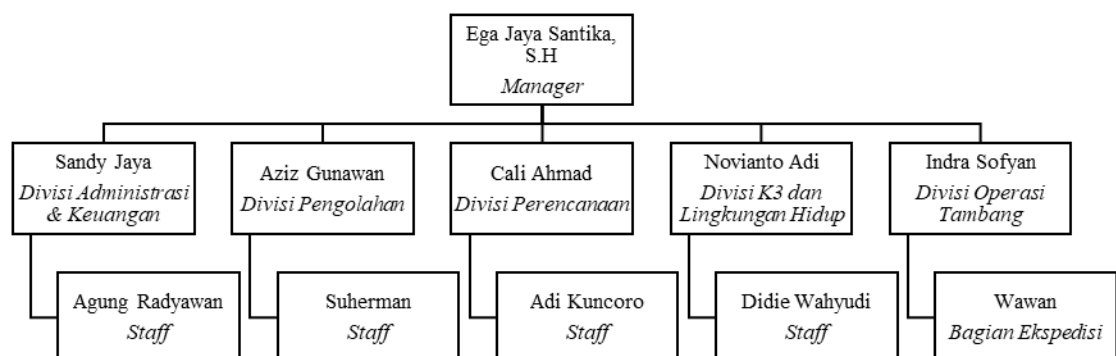 Ega Jaya Santika,
S.H
Manager
Sandy Jaya
Divisi Administrasi
& Keuangan
Aziz Gunawan
Divisi Pengolahan
Cali Ahmad
Divisi Perencanaan
Novianto Adi
Divisi K3 dan
Lingkungan Hidup
Indra Sofyan
Divisi Operasi
Tambang
Agung Radyawan
Staff
Suherman
Staff
Adi Kuncoro
Staff
Didie Wahyudi
Staff
Wawan
Bagian Ekspedisi